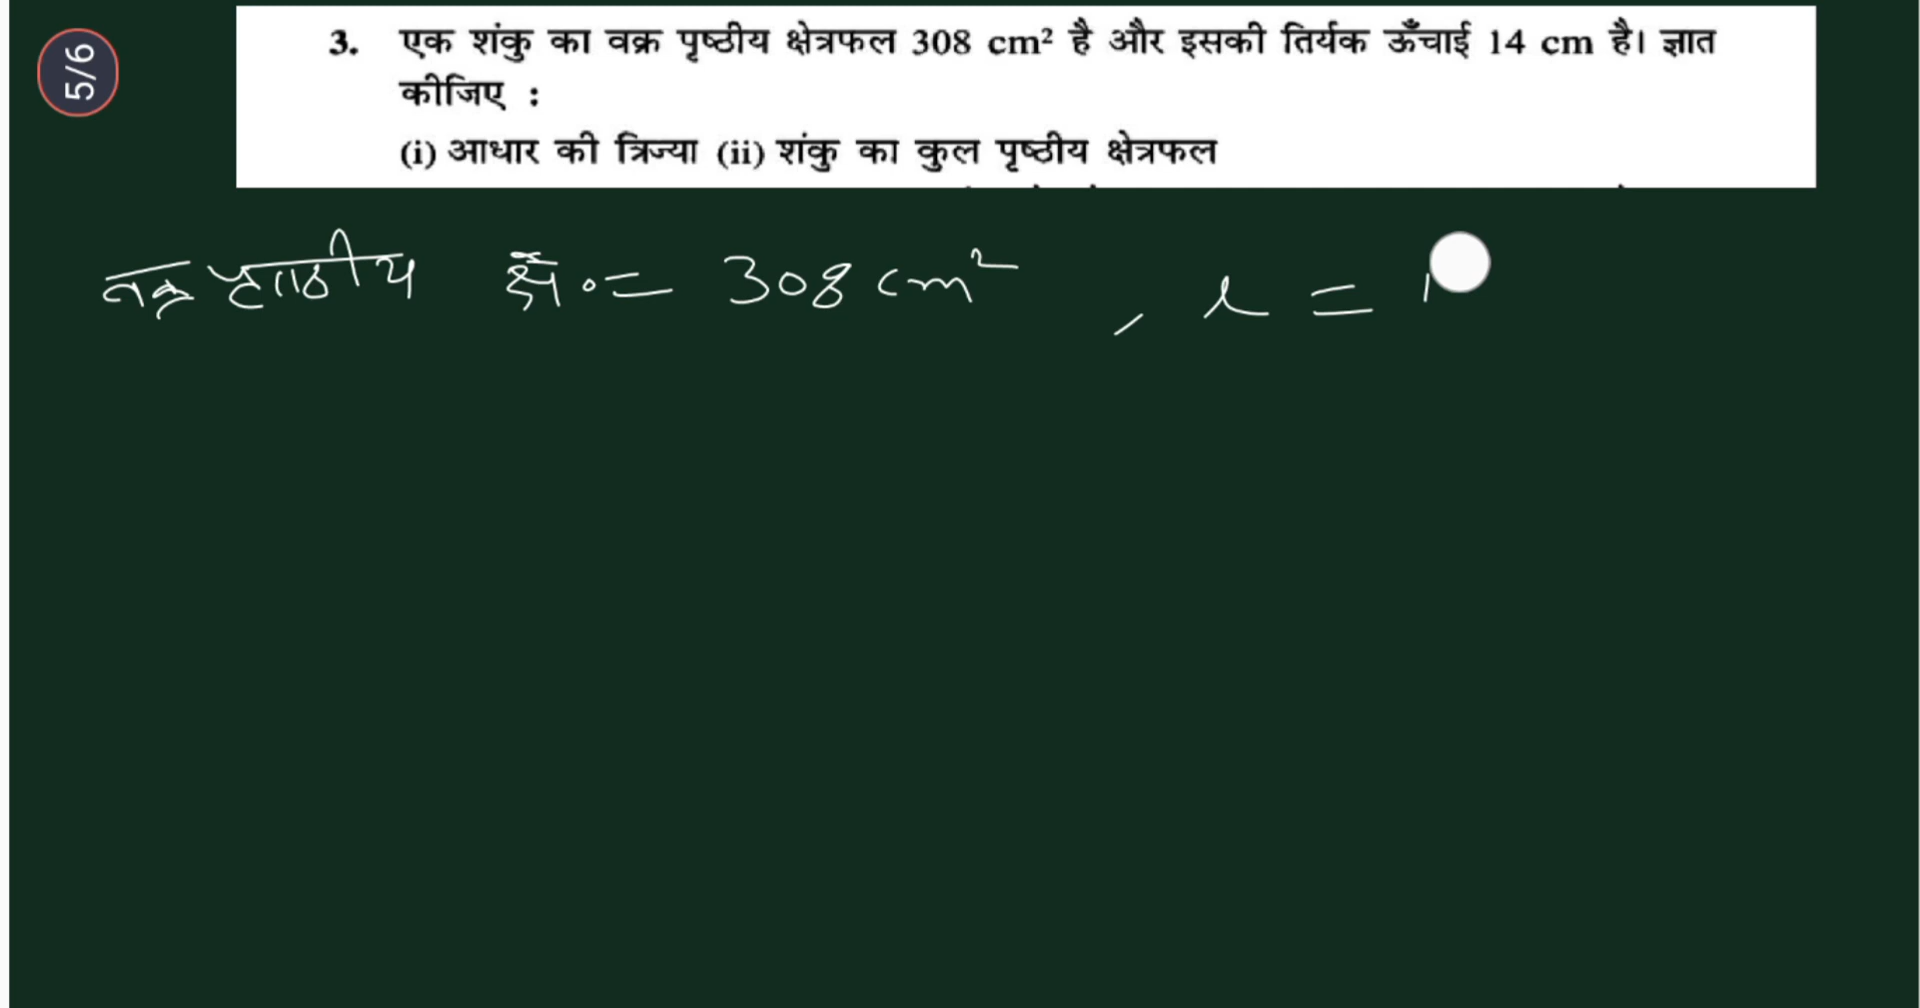 5/6
3. एक शंकु का वक्र पृष्ठीय क्षेत्रफल 308 cm² है और इसकी तिर्यक ऊँचाई 14 cm है। ज्ञात
कीजिए :
(i) आधार की त्रिज्या (ii) शंकु का कुल पृष्ठीय क्षेत्रफल
वक्र पृष्ठीय क्षे० = 308 cm² , l = 1